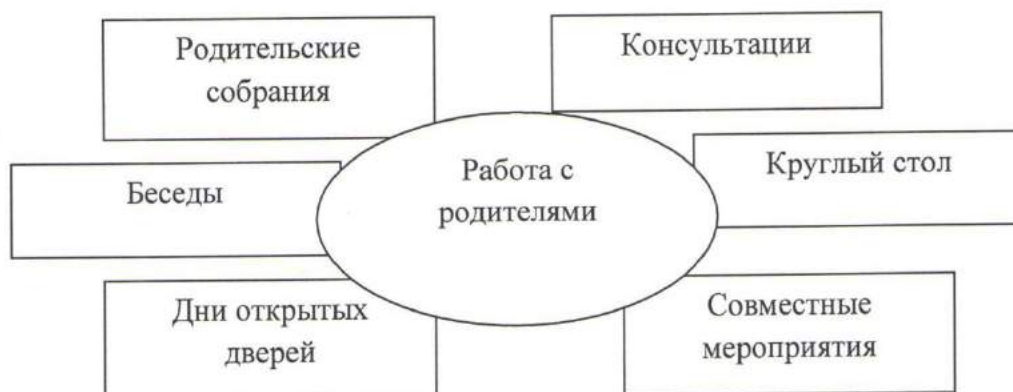 Родительские
собрания
Консультации
Беседы
Работа с
родителями
Круглый стол
Дни открытых
дверей
Совместные
мероприятия